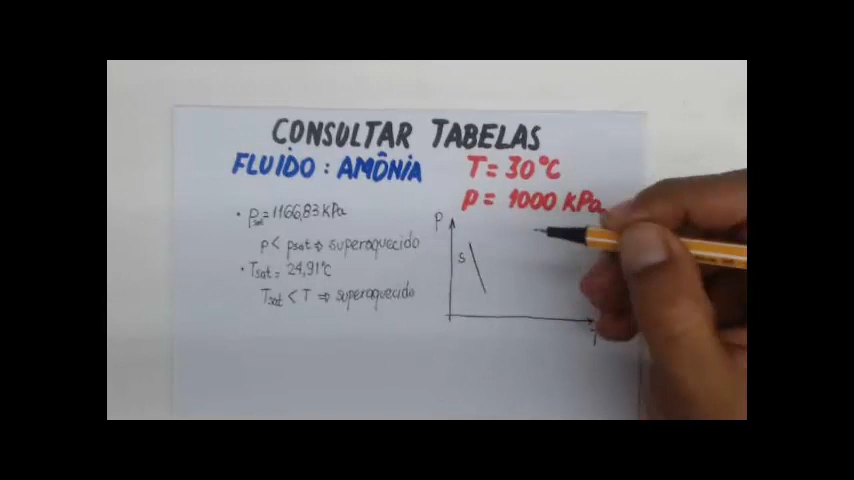 CONSULTAR TABELAS
FLUIDO : AMÔNIA
T = 30°C
p = 1000 kPa
• psat = 1166,83 kPa
p < psat ⇒ superaquecido
• Tsat = 24,91°C
Tsat < T ⇒ superaquecido
P
S
T